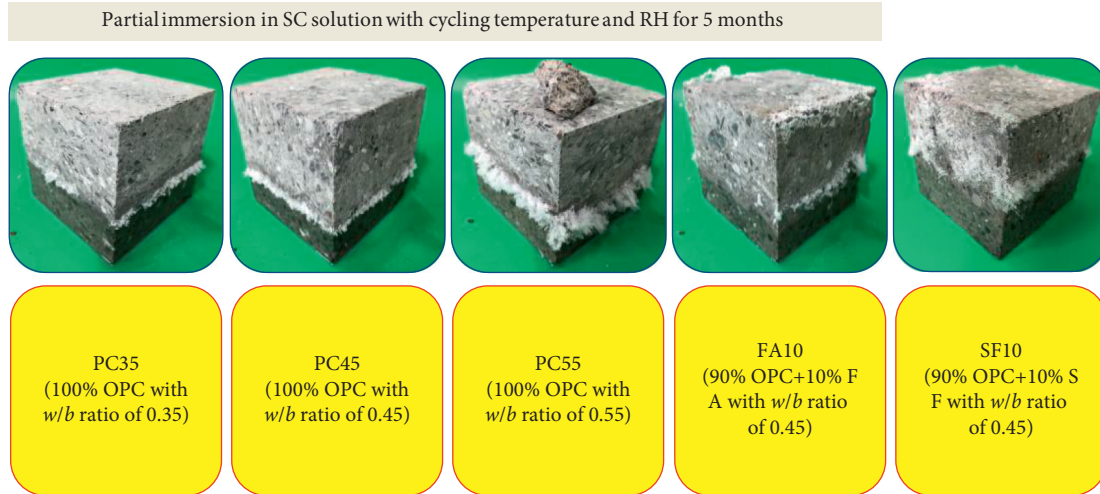 Partial immersion in SC solution with cycling temperature and RH for 5 months
PC35
(100% OPC with
w/b ratio of 0.35)
PC45
(100% OPC with
w/b ratio of 0.45)
PC55
(100% OPC with
w/b ratio of 0.55)
FA10
(90% OPC+10% F
A with w/b ratio
of 0.45)
SF10
(90% OPC+10% S
F with w/b ratio
of 0.45)